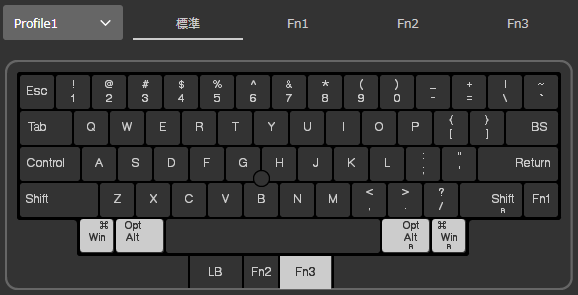 Profile1 標準 Fn1 Fn2 Fn3
Esc ! 1 @ 2 # 3 $ 4 % 5 ^ 6 & 7 * 8 ( 9 ) 0 _ - + = | \ ~ `
Tab Q W E R T Y U I O P { [ } ] BS
Control A S D F G H J K L : ; " ' Return
Shift Z X C V B N M < , > . ? / Shift R Fn1
⌘ Win Opt Alt Opt Alt R ⌘ Win R
LB Fn2 Fn3